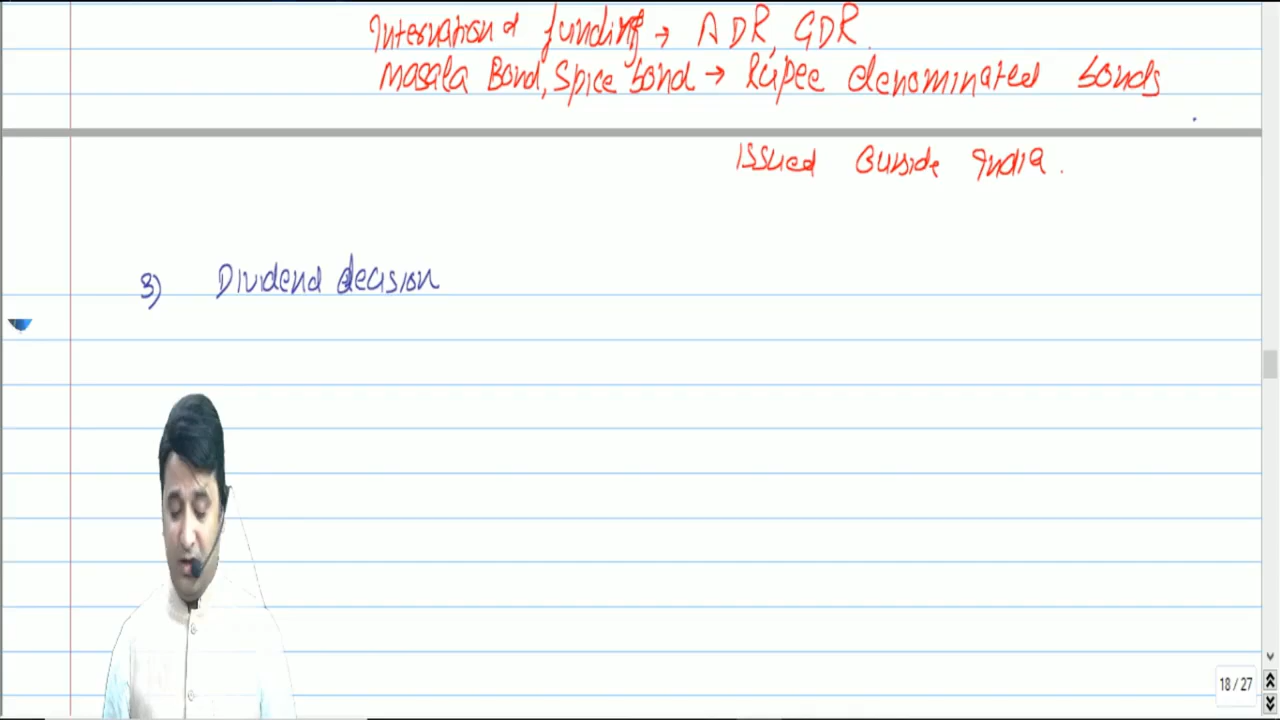 International funding → ADR, GDR.
Masala Bond, Spice bond → Rupee denominated bonds
Issued Outside India.
3) Dividend decision
18 / 27